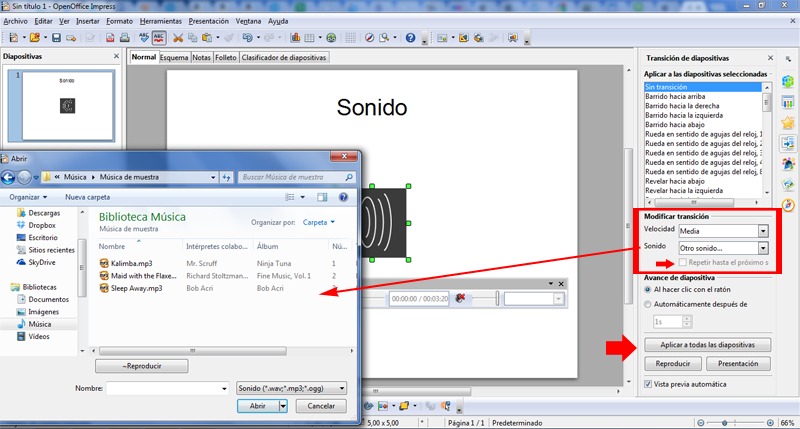 Sin título 1 - OpenOffice Impress
Archivo Editar Ver Insertar Formato Herramientas Presentación Ventana Ayuda
Diapositivas
Normal Esquema Notas Folleto Clasificador de diapositivas
1
Sonido
Sonido
Abrir
Música Música de muestra
Buscar Música de muestra
Organizar Nueva carpeta
Descargas
Dropbox
Escritorio
Sitios recientes
SkyDrive
Bibliotecas
Documentos
Imágenes
Música
Vídeos
Biblioteca Música
Música de muestra
Organizar por: Carpeta
Nombre Intérpretes colabo... Álbum Nú
Kalimba.mp3 Mr. Scruff Ninja Tuna 1
Maid with the Flaxe... Richard Stoltzman... Fine Music, Vol. 1 2
Sleep Away.mp3 Bob Acri Bob Acri
~Reproducir
Nombre:
Sonido (*.wav;*.mp3;*.ogg)
Abrir Cancelar
00:00:00 / 00:03:20
Transición de diapositivas
Aplicar a las diapositivas seleccionadas
Sin transición
Barrido hacia arriba
Barrido hacia la derecha
Barrido hacia la izquierda
Barrido hacia abajo
Rueda en sentido de agujas del reloj, 1
Rueda en sentido de agujas del reloj, 2
Rueda en sentido de agujas del reloj, 3
Rueda en sentido de agujas del reloj, 4
Rueda en sentido de agujas del reloj, 8
Revelar hacia abajo
Revelar hacia la izquierda
Modificar transición
Velocidad Media
Sonido Otro sonido...
Repetir hasta el próximo s
Avance de diapositiva
Al hacer clic con el ratón
Automáticamente después de
1s
Aplicar a todas las diapositivas
Reproducir Presentación
Vista previa automática
5,00 x 5,00 Página 1 / 1 Predeterminado 66%